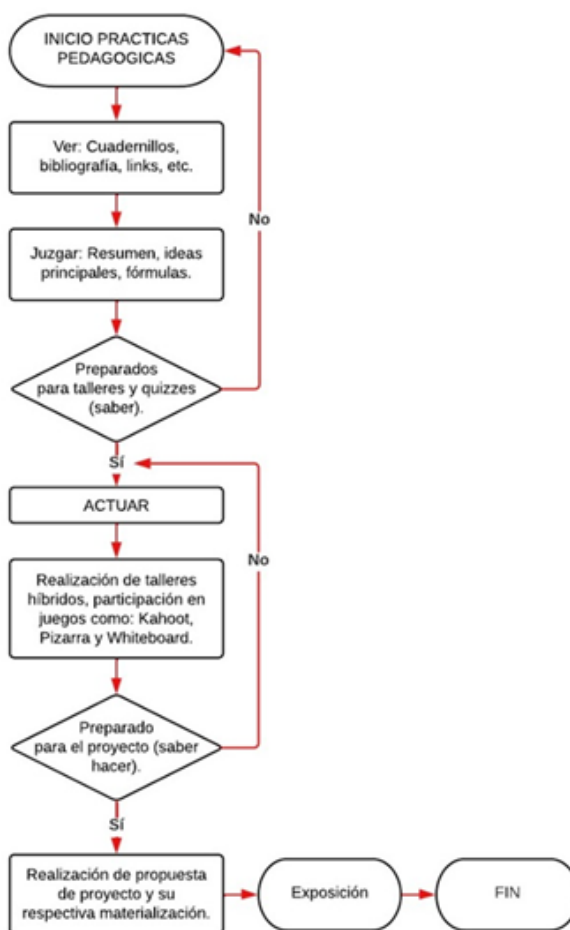 INICIO PRACTICAS
PEDAGOGICAS
Ver: Cuadernillos,
bibliografía, links, etc.
No
Juzgar: Resumen, ideas
principales, fórmulas.
Preparados
para talleres y quizzes
(saber).
Sí
ACTUAR
No
Realización de talleres
híbridos, participación en
juegos como: Kahoot,
Pizarra y Whiteboard.
Preparado
para el proyecto (saber
hacer).
Sí
Realización de propuesta
de proyecto y su
respectiva materialización.
Exposición
FIN